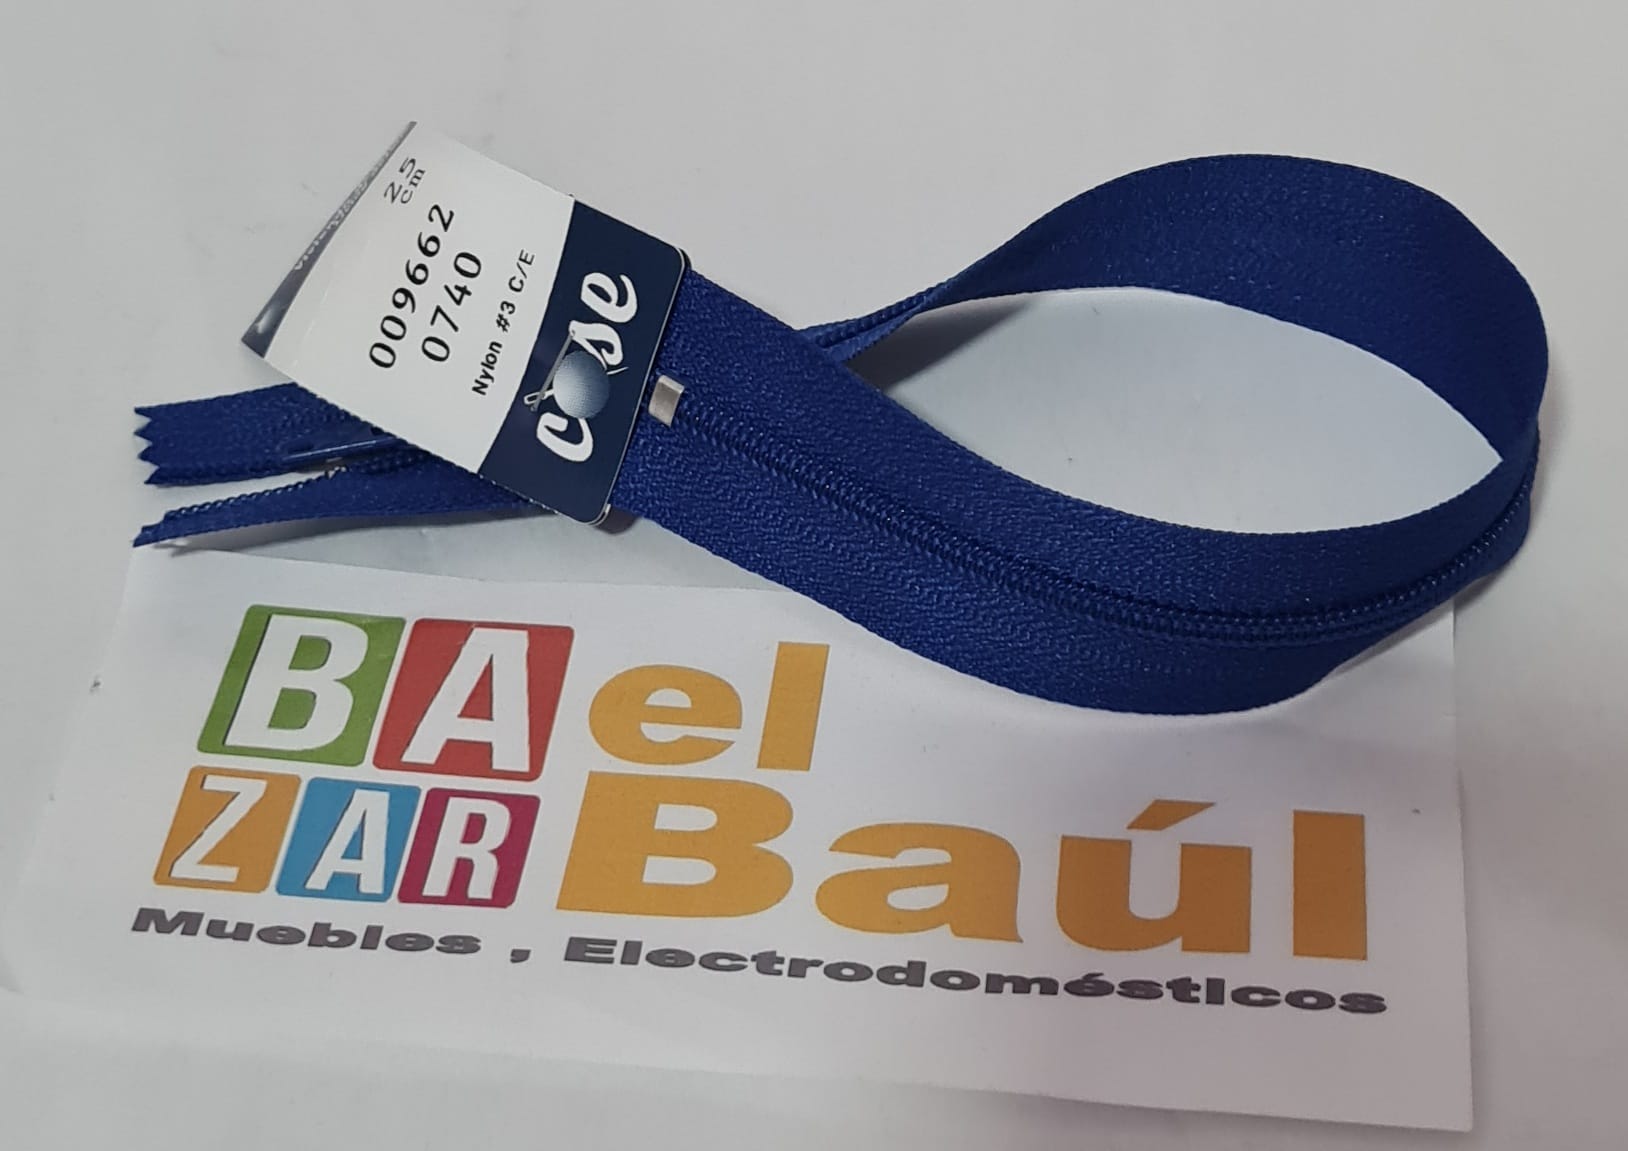 25
cm
009662
0740
Nylon #3 C/E
cose
BA el
ZAR Baúl
Muebles , Electrodomésticos